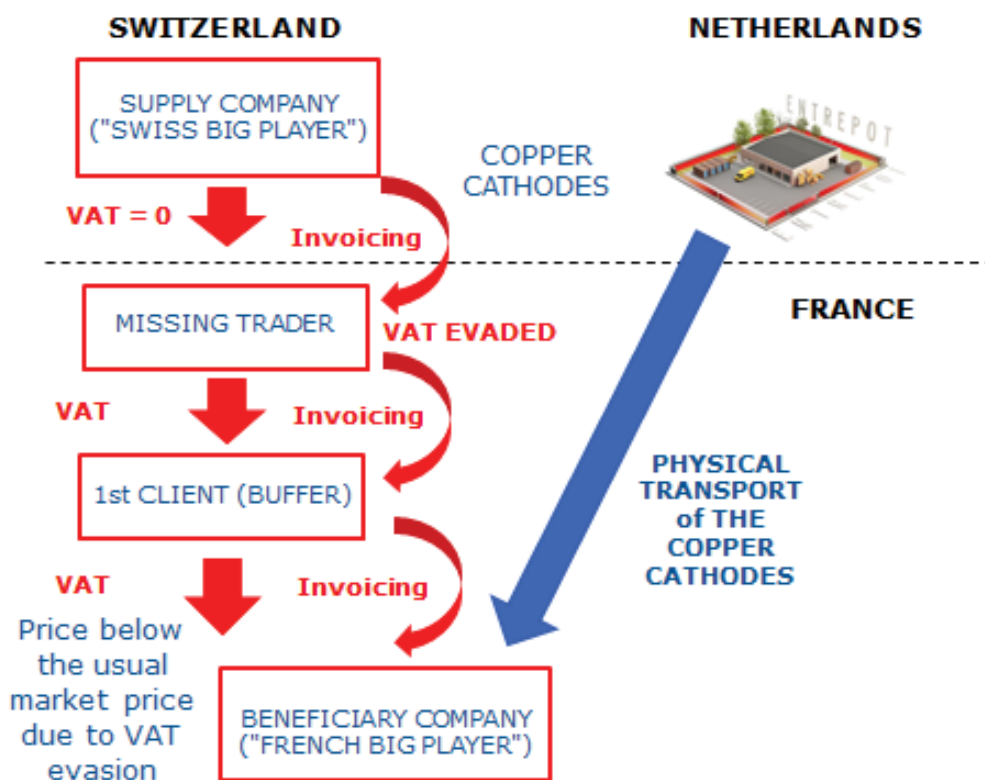 SWITZERLAND
NETHERLANDS
SUPPLY COMPANY
("SWISS BIG PLAYER")
ENTREPOT
COPPER
CATHODES
VAT = 0
Invoicing
MISSING TRADER
VAT EVADED
FRANCE
VAT
Invoicing
1st CLIENT (BUFFER)
PHYSICAL
TRANSPORT
of THE
COPPER
CATHODES
VAT
Invoicing
Price below
the usual
market price
due to VAT
evasion
BENEFICIARY COMPANY
("FRENCH BIG PLAYER")